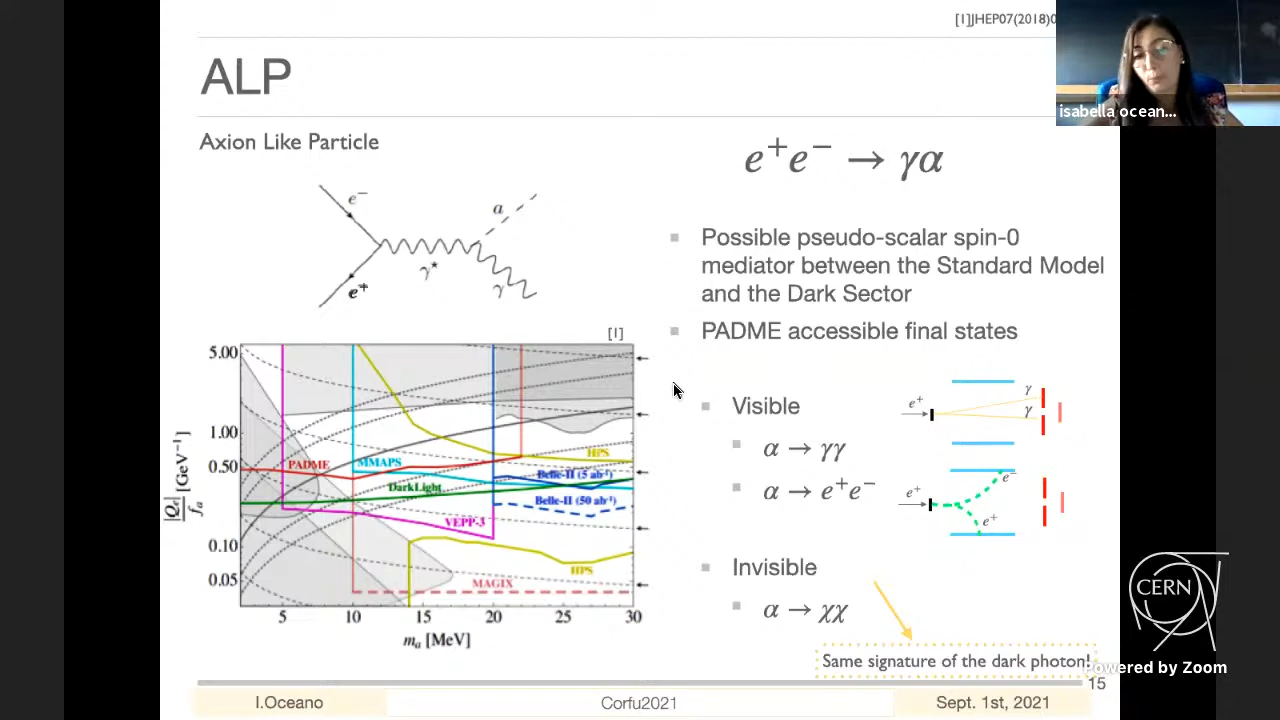 [1]JHEP07(2018)0
isabella ocean...
ALP
Axion Like Particle
e⁺e⁻ → γα
e⁻
a
γ*
e⁺
γ
Possible pseudo-scalar spin-0
mediator between the Standard Model
and the Dark Sector
PADME accessible final states
[1]
5.00
1.00
0.50
0.10
0.05
|Qe|/fa [GeV⁻¹]
PADME
MMAPS
HPS
DarkLight
Belle-II (5 ab⁻¹)
Belle-II (50 ab⁻¹)
VEPP-3
HPS
MAGIX
5 10 15 20 25 30
mₐ [MeV]
Visible
α → γγ
α → e⁺e⁻
e⁺
γ
γ
e⁺
e⁻
e⁺
Invisible
α → χχ
Same signature of the dark photon!
CERN
Powered by Zoom
15
I.Oceano
Corfu2021
Sept. 1st, 2021